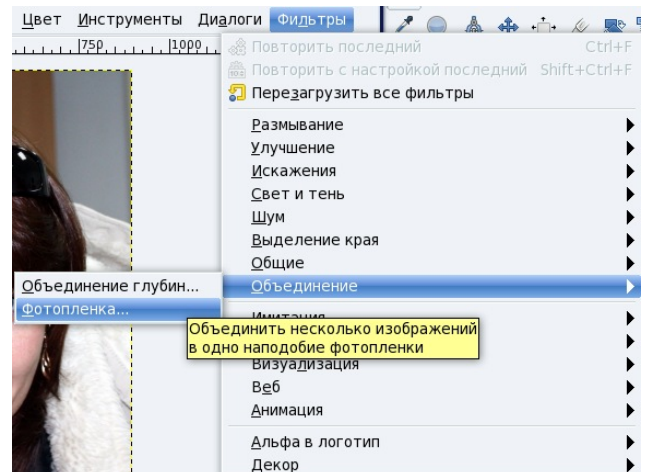 Цвет Инструменты Диалоги Фильтры
750 1000
Повторить последний Ctrl+F
Повторить с настройкой последний Shift+Ctrl+F
Перезагрузить все фильтры
Размывание
Улучшение
Искажения
Свет и тень
Шум
Выделение края
Общие
Объединение глубин... Объединение
Фотопленка...
Имитация
Объединить несколько изображений
в одно наподобие фотопленки
Визуализация
Веб
Анимация
Альфа в логотип
Декор